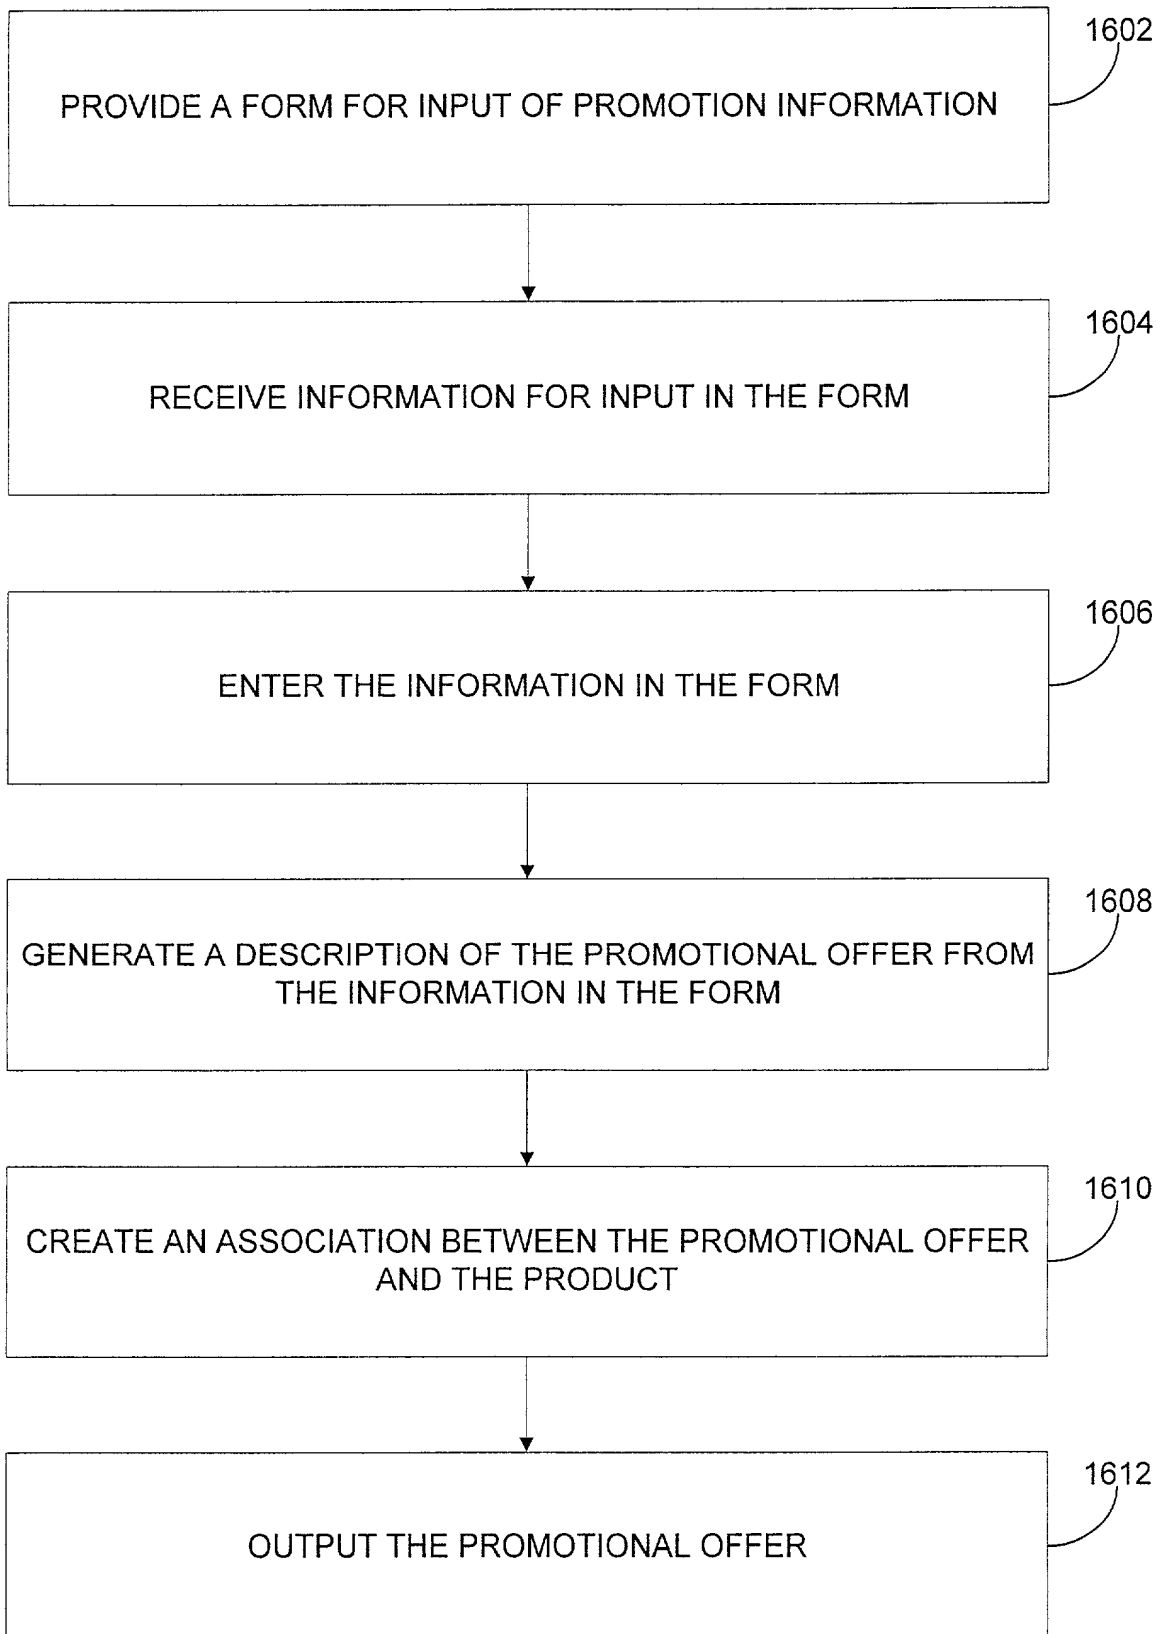 1602
PROVIDE A FORM FOR INPUT OF PROMOTION INFORMATION
1604
RECEIVE INFORMATION FOR INPUT IN THE FORM
1606
ENTER THE INFORMATION IN THE FORM
1608
GENERATE A DESCRIPTION OF THE PROMOTIONAL OFFER FROM
THE INFORMATION IN THE FORM
1610
CREATE AN ASSOCIATION BETWEEN THE PROMOTIONAL OFFER
AND THE PRODUCT
1612
OUTPUT THE PROMOTIONAL OFFER